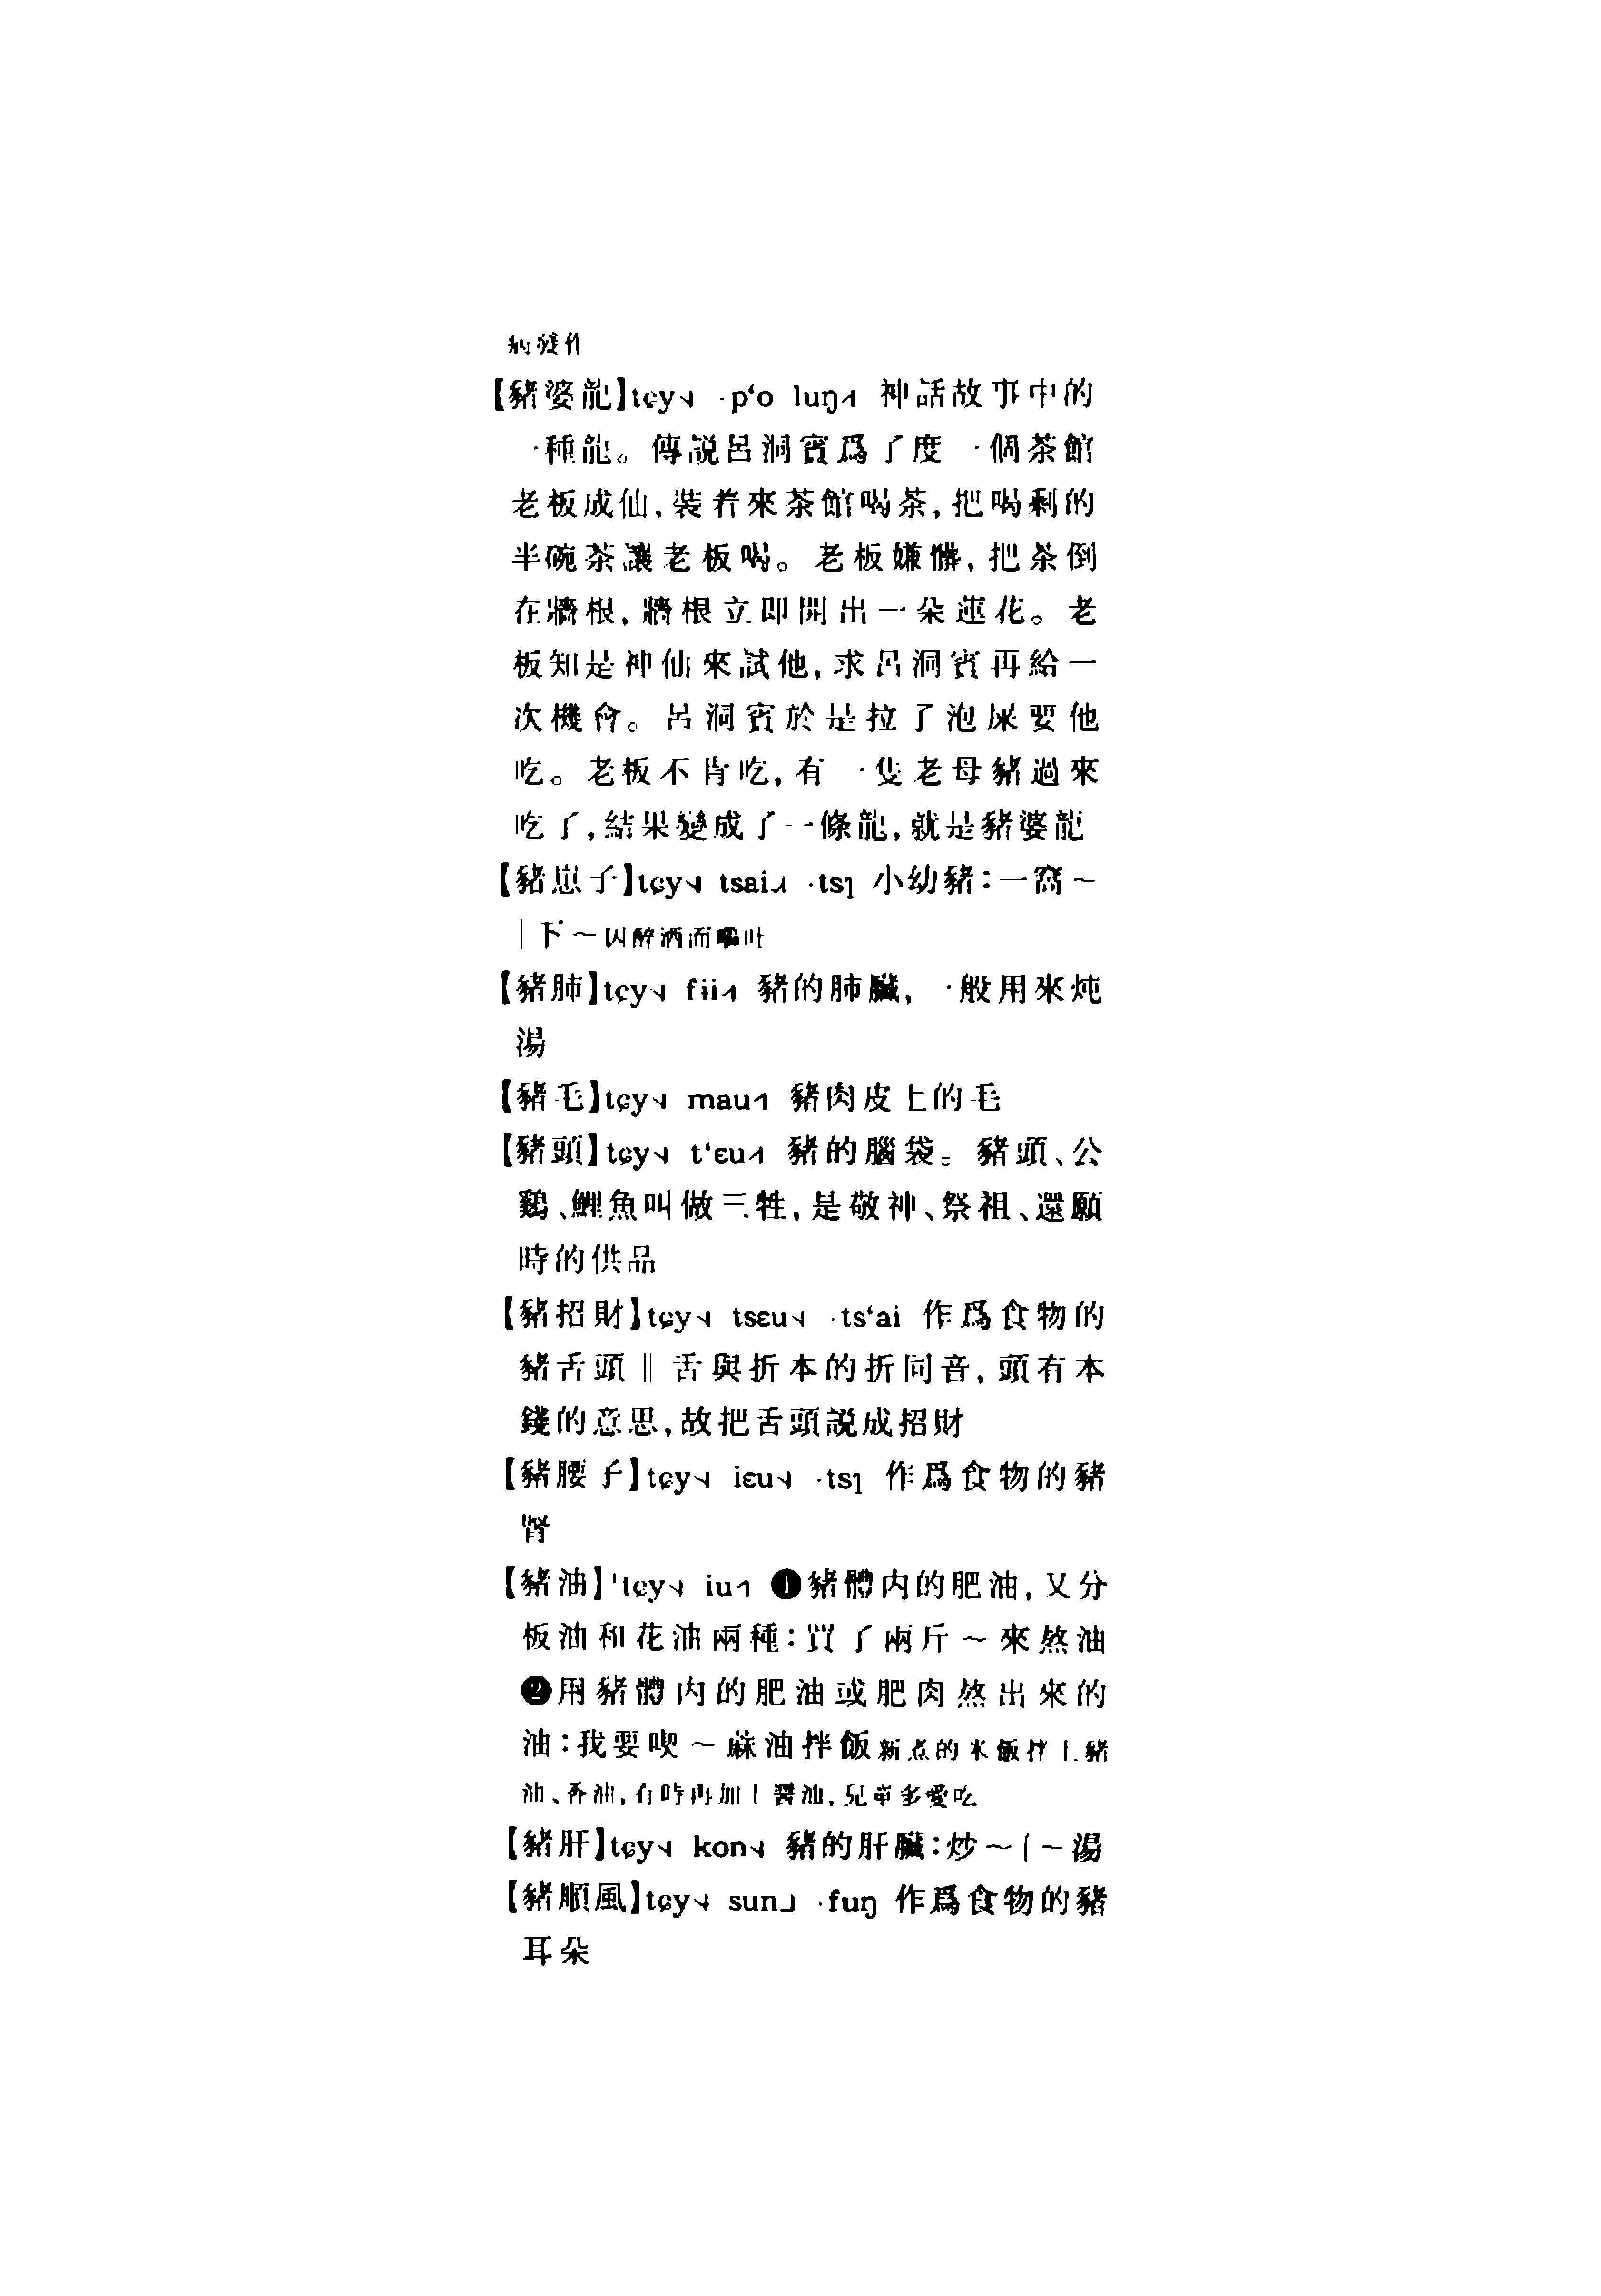 病發作
【豬婆龍】tɕy˧˩ ·pʻo luŋ˩˧ 神話故事中的
一種龍。傳説吕洞賓爲了度一個茶館
老板成仙,裝着來茶館喝茶,把喝剩的
半碗茶讓老板喝。老板嫌髒,把茶倒
在牆根,牆根立即開出一朵蓮花。老
板知是神仙來試他,求吕洞賓再給一
次機會。吕洞賓於是拉了泡屎要他
吃。老板不肯吃,有一隻老母豬過來
吃了,結果變成了一條龍,就是豬婆龍
【豬崽子】tɕy tsai ·tsɿ 小幼豬:一窩～
｜下～因醉酒而嘔吐
【豬肺】tɕy fii 豬的肺臟,一般用來炖
湯
【豬毛】tɕy mau 豬肉皮上的毛
【豬頭】tɕy tʻɛu 豬的腦袋。豬頭、公
鷄、鯉魚叫做三牲,是敬神、祭祖、還願
時的供品
【豬招財】tɕy tsɛu ·tsʻai 作爲食物的
豬舌頭‖舌與折本的折同音,頭有本
錢的意思,故把舌頭説成招財
【豬腰子】tɕy iɛu ·tsɿ 作爲食物的豬
腎
【豬油】'tɕy iu ❶豬體内的肥油,又分
板油和花油兩種:買了兩斤～來熬油
❷用豬體内的肥油或肥肉熬出來的
油:我要喫～蔴油拌飯新煮的米飯拌上豬
油、香油,有時再加上醬油,兒童多愛吃
【豬肝】tɕy kon 豬的肝臟:炒～｜～湯
【豬順風】tɕy sun ·fuŋ 作爲食物的豬
耳朵